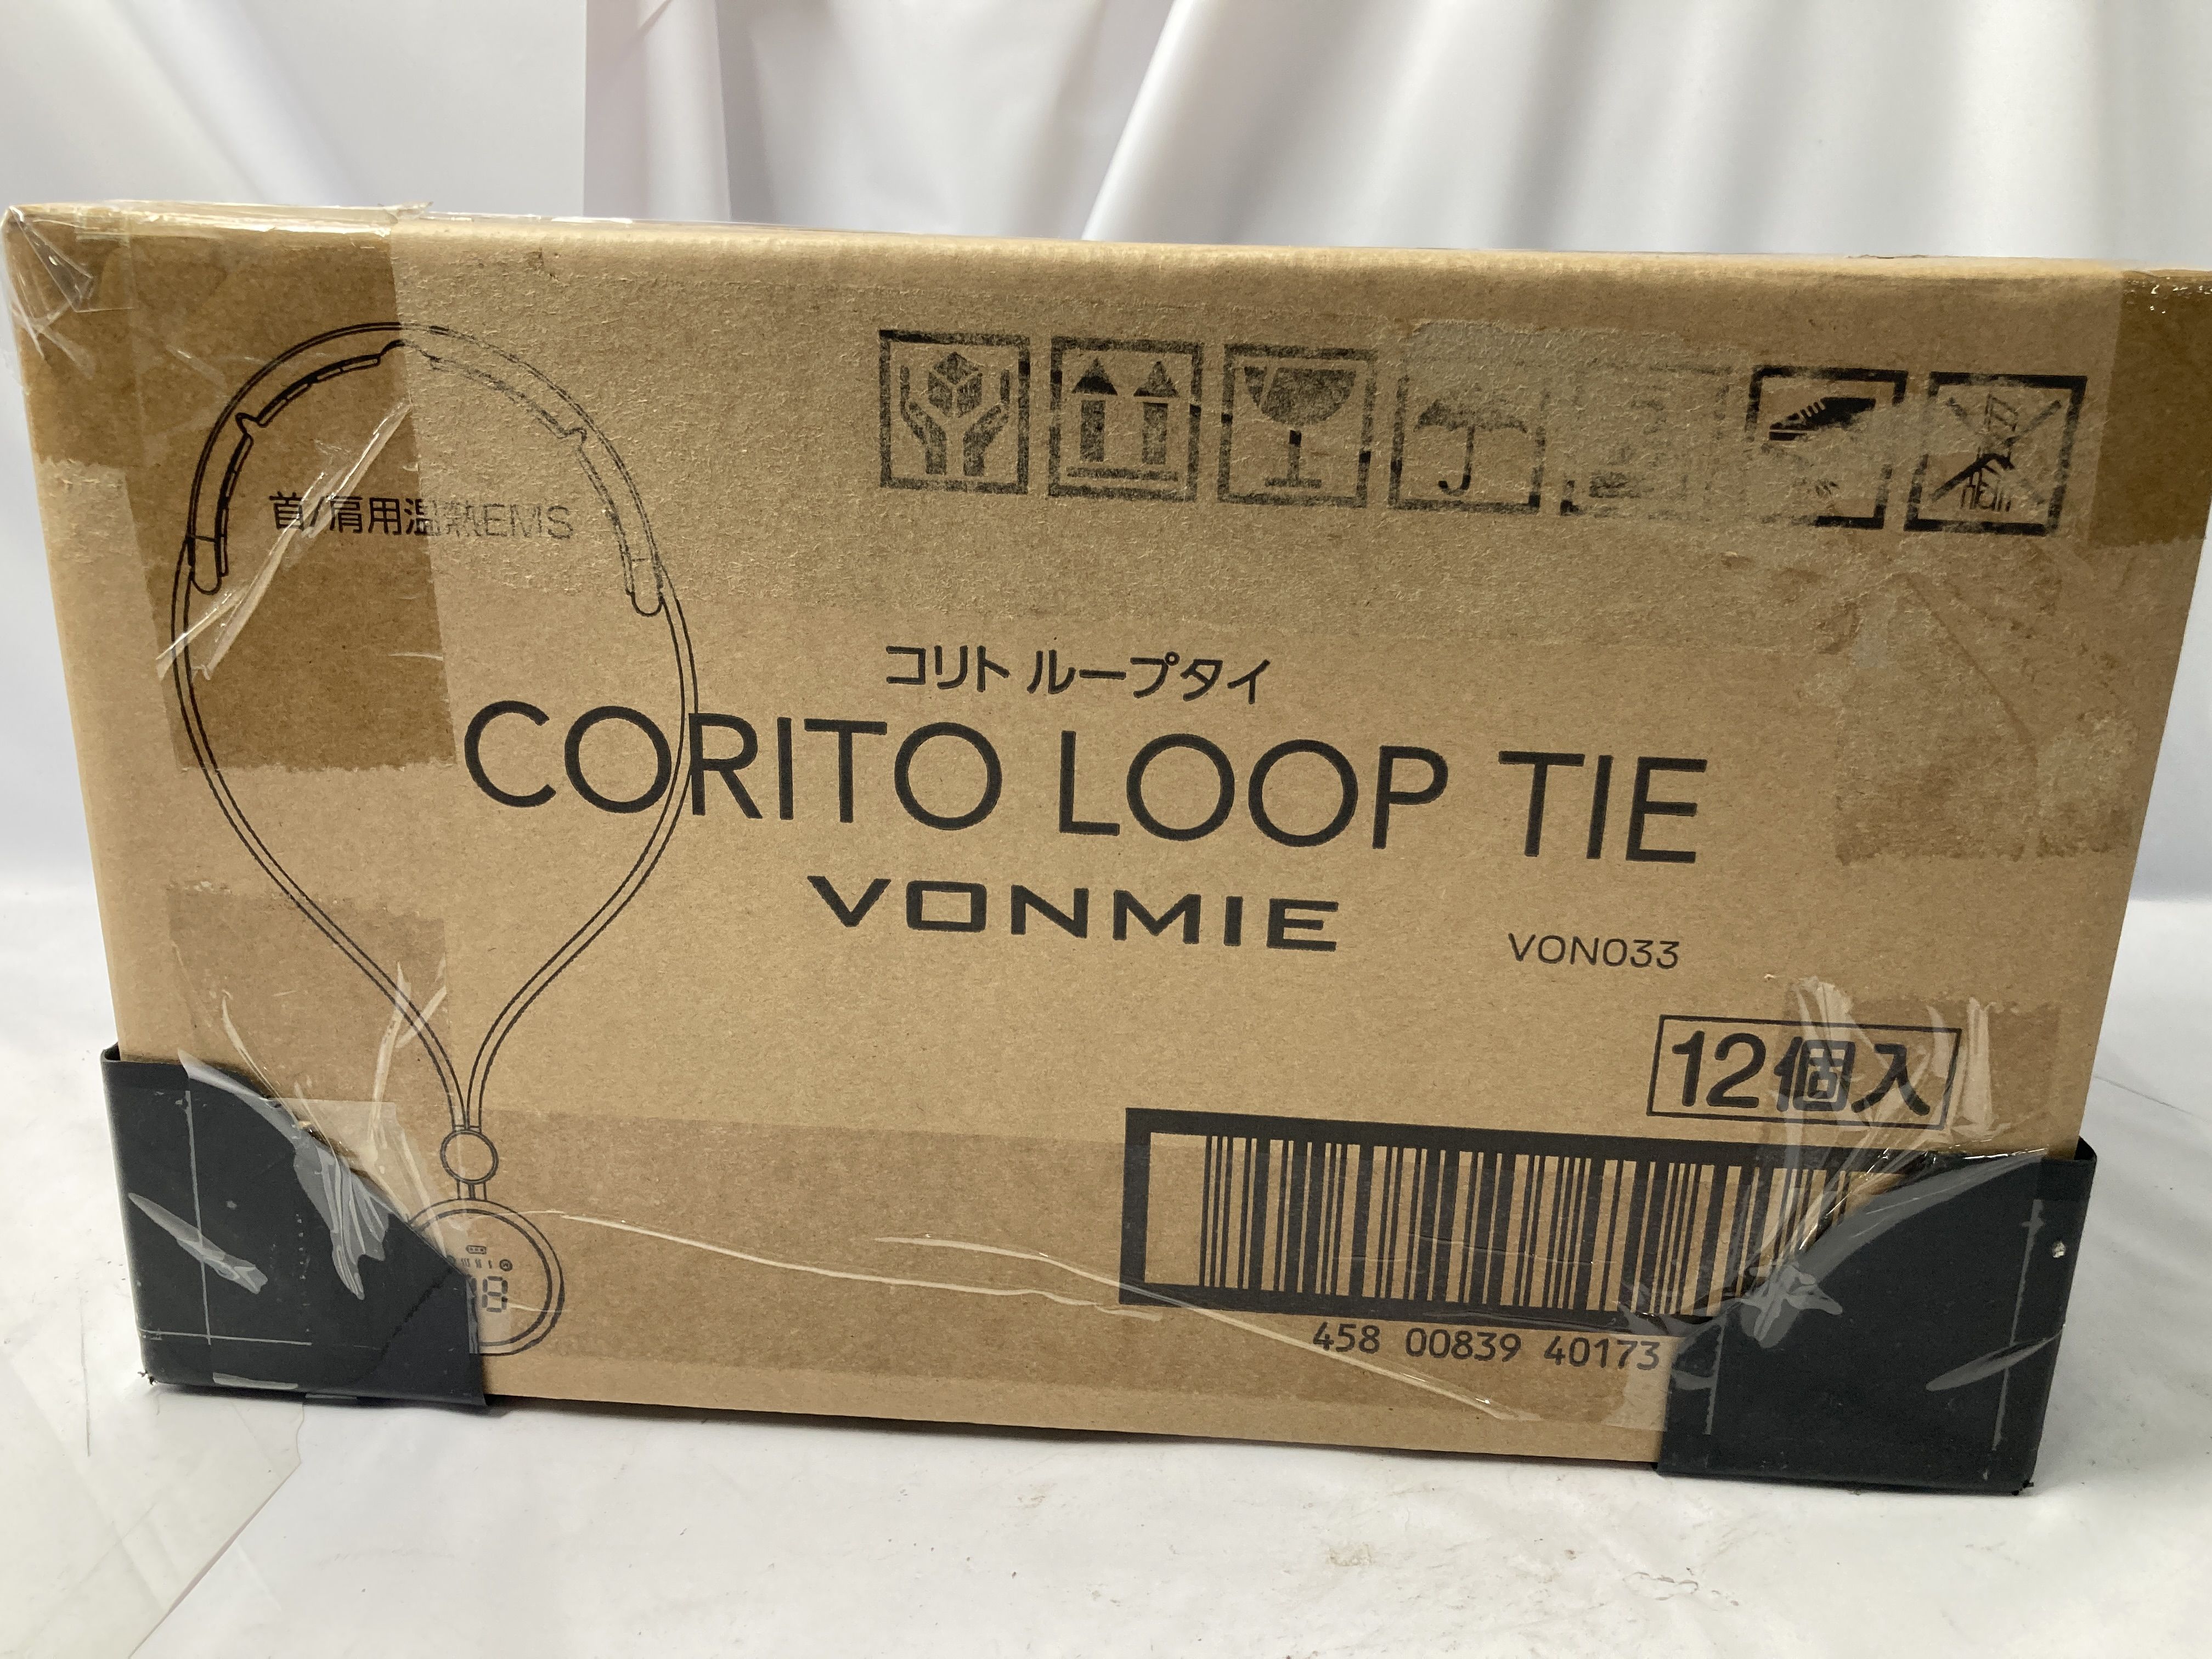 首/肩用温熱EMS
コリト ループタイ
CORITO LOOP TIE
VONMIE
VON033
12個入
458 00839 40173